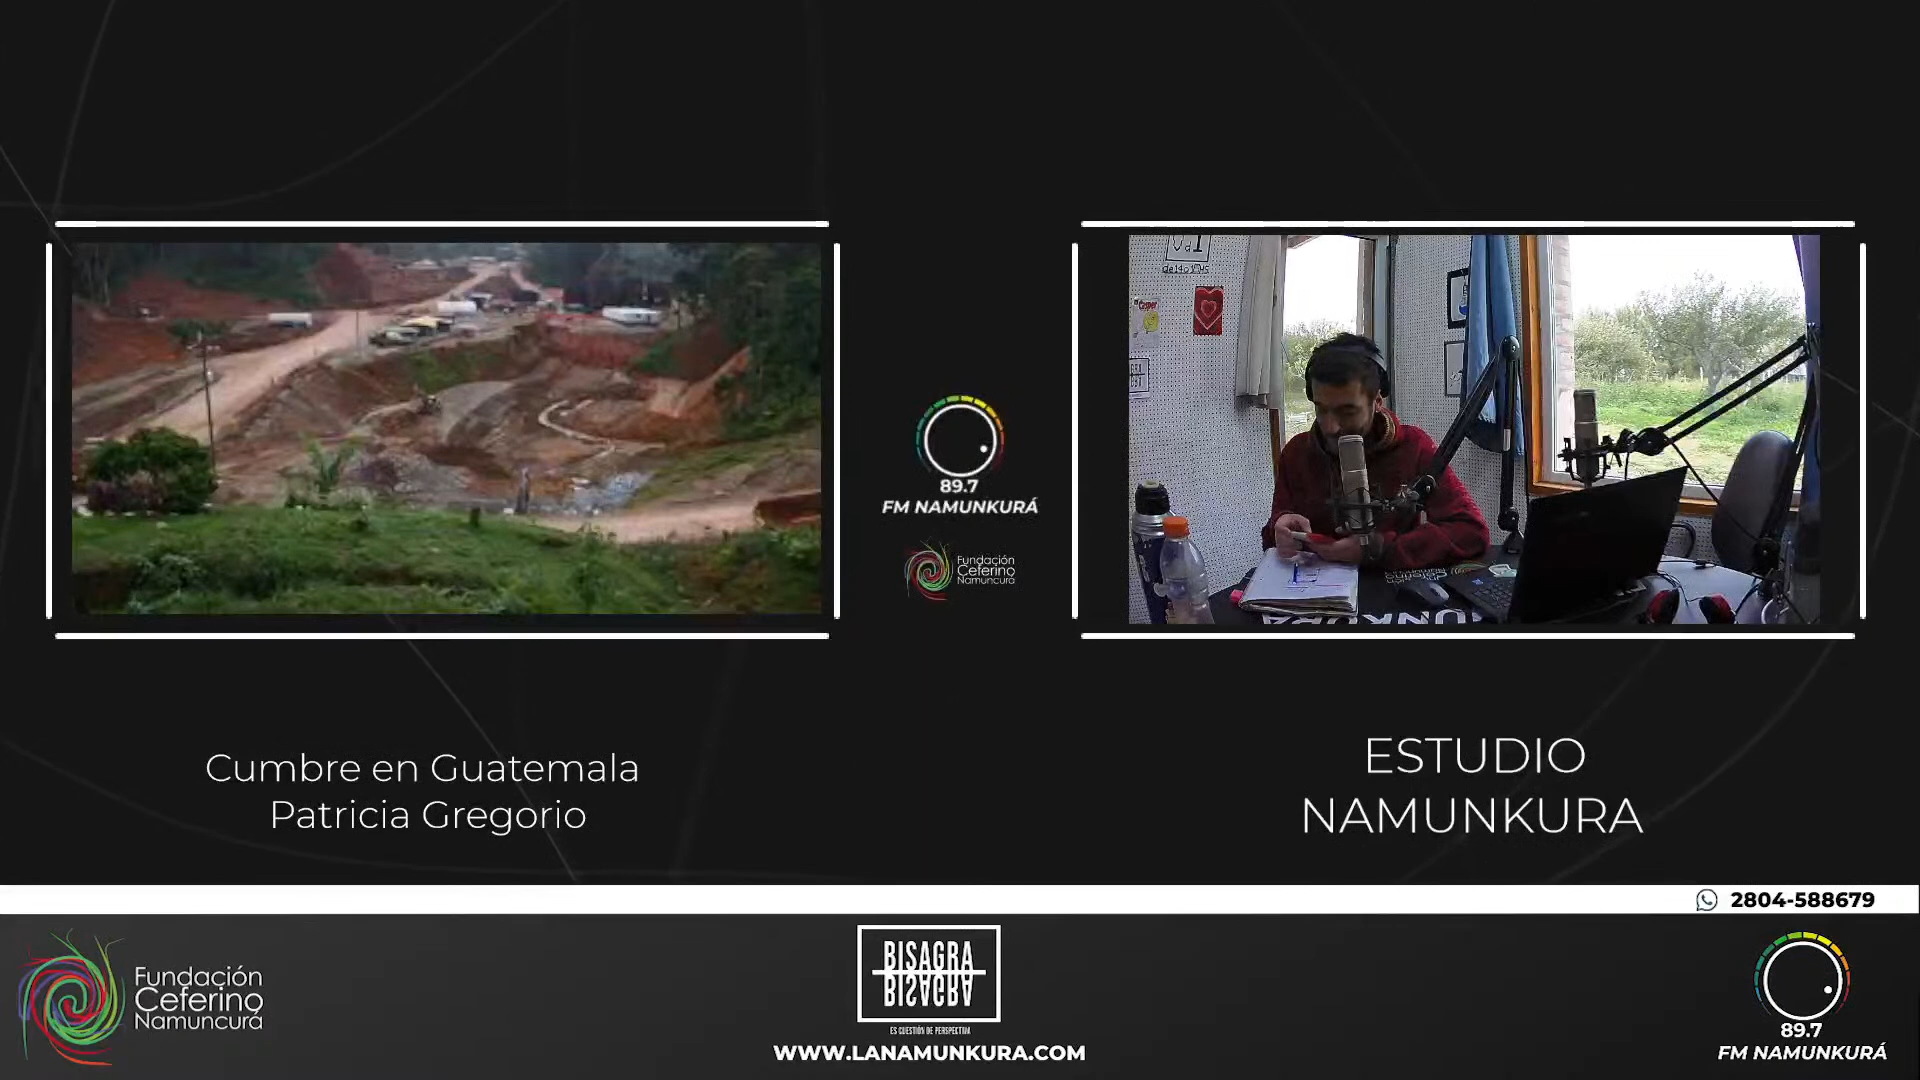 89.7
FM NAMUNKURÁ
Fundación
Ceferino
Namuncurá
Cumbre en Guatemala
Patricia Gregorio
ESTUDIO
NAMUNKURA
2804-588679
Fundación
Ceferino
Namuncurá
BISAGRA
BISAGRA
ES CUESTIÓN DE PERSPECTIVA
WWW.LANAMUNKURA.COM
89.7
FM NAMUNKURÁ